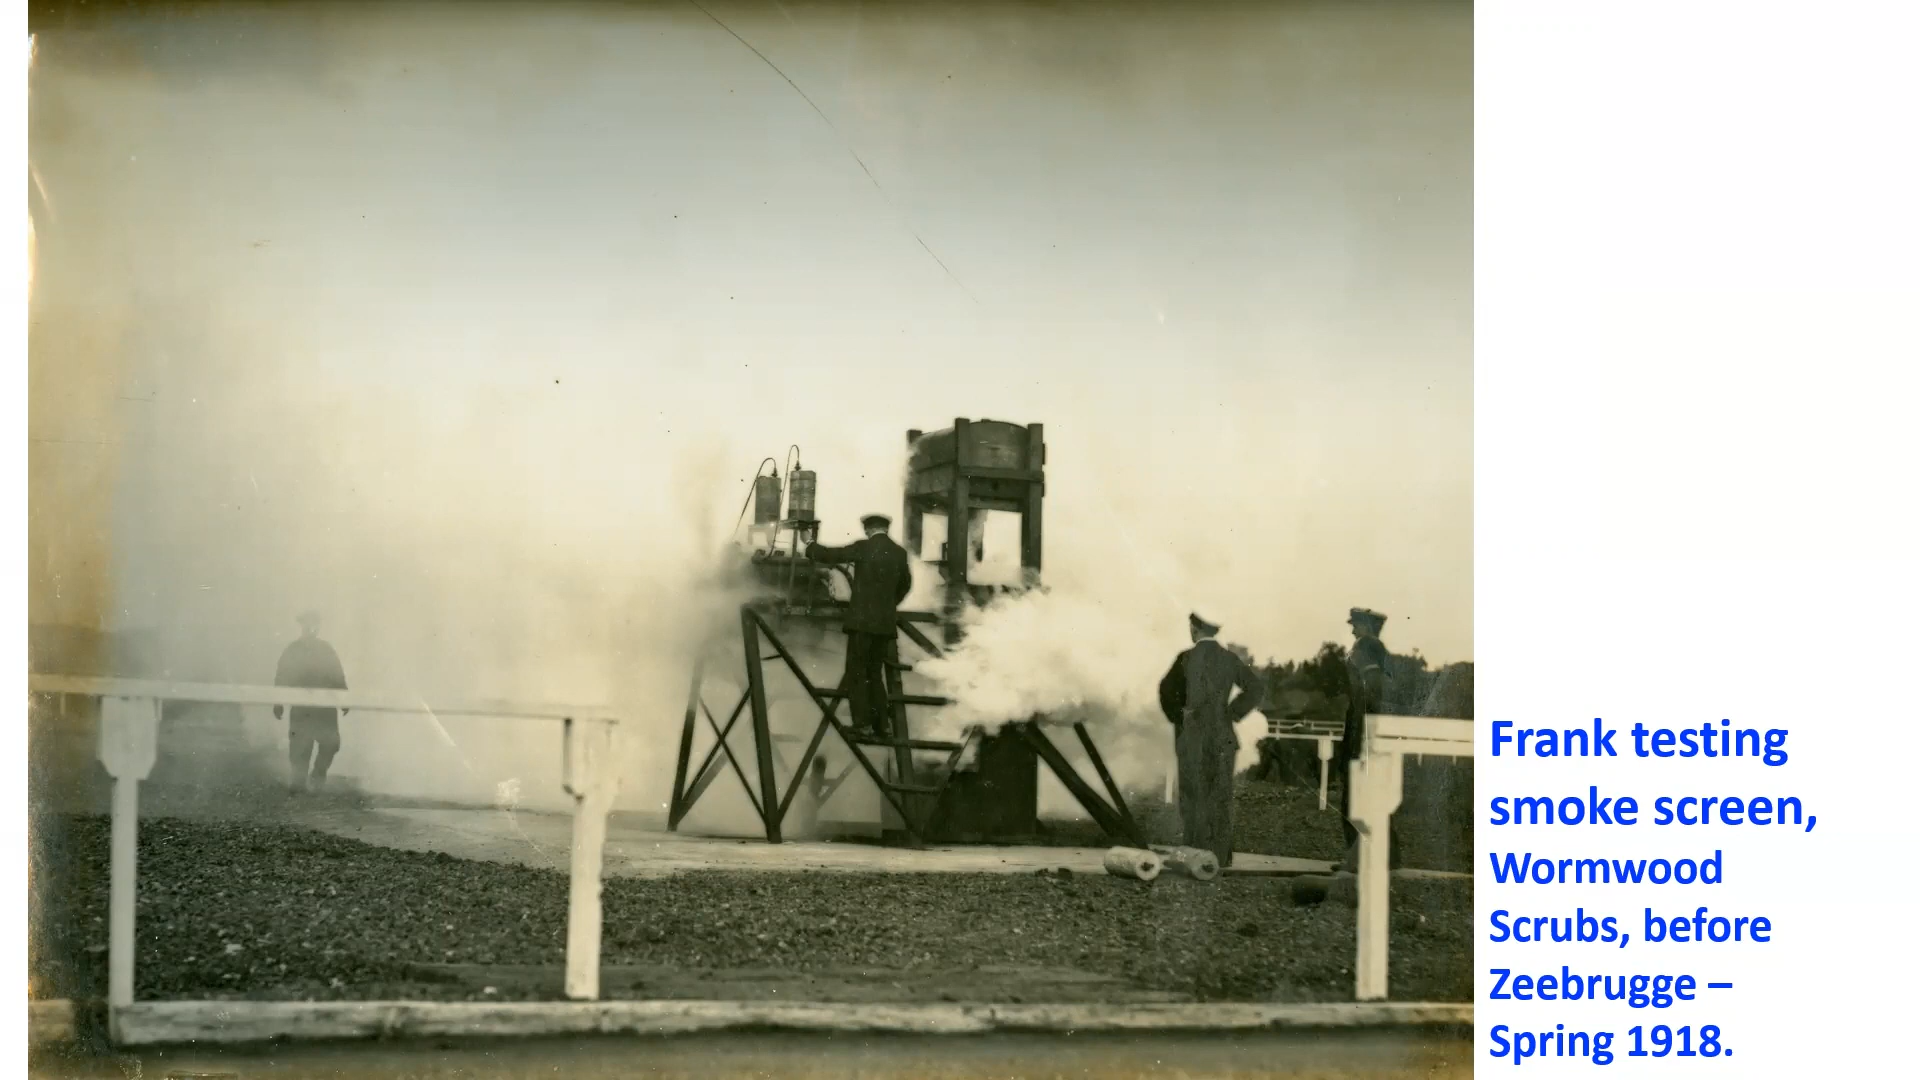 Frank testing
smoke screen,
Wormwood
Scrubs, before
Zeebrugge –
Spring 1918.